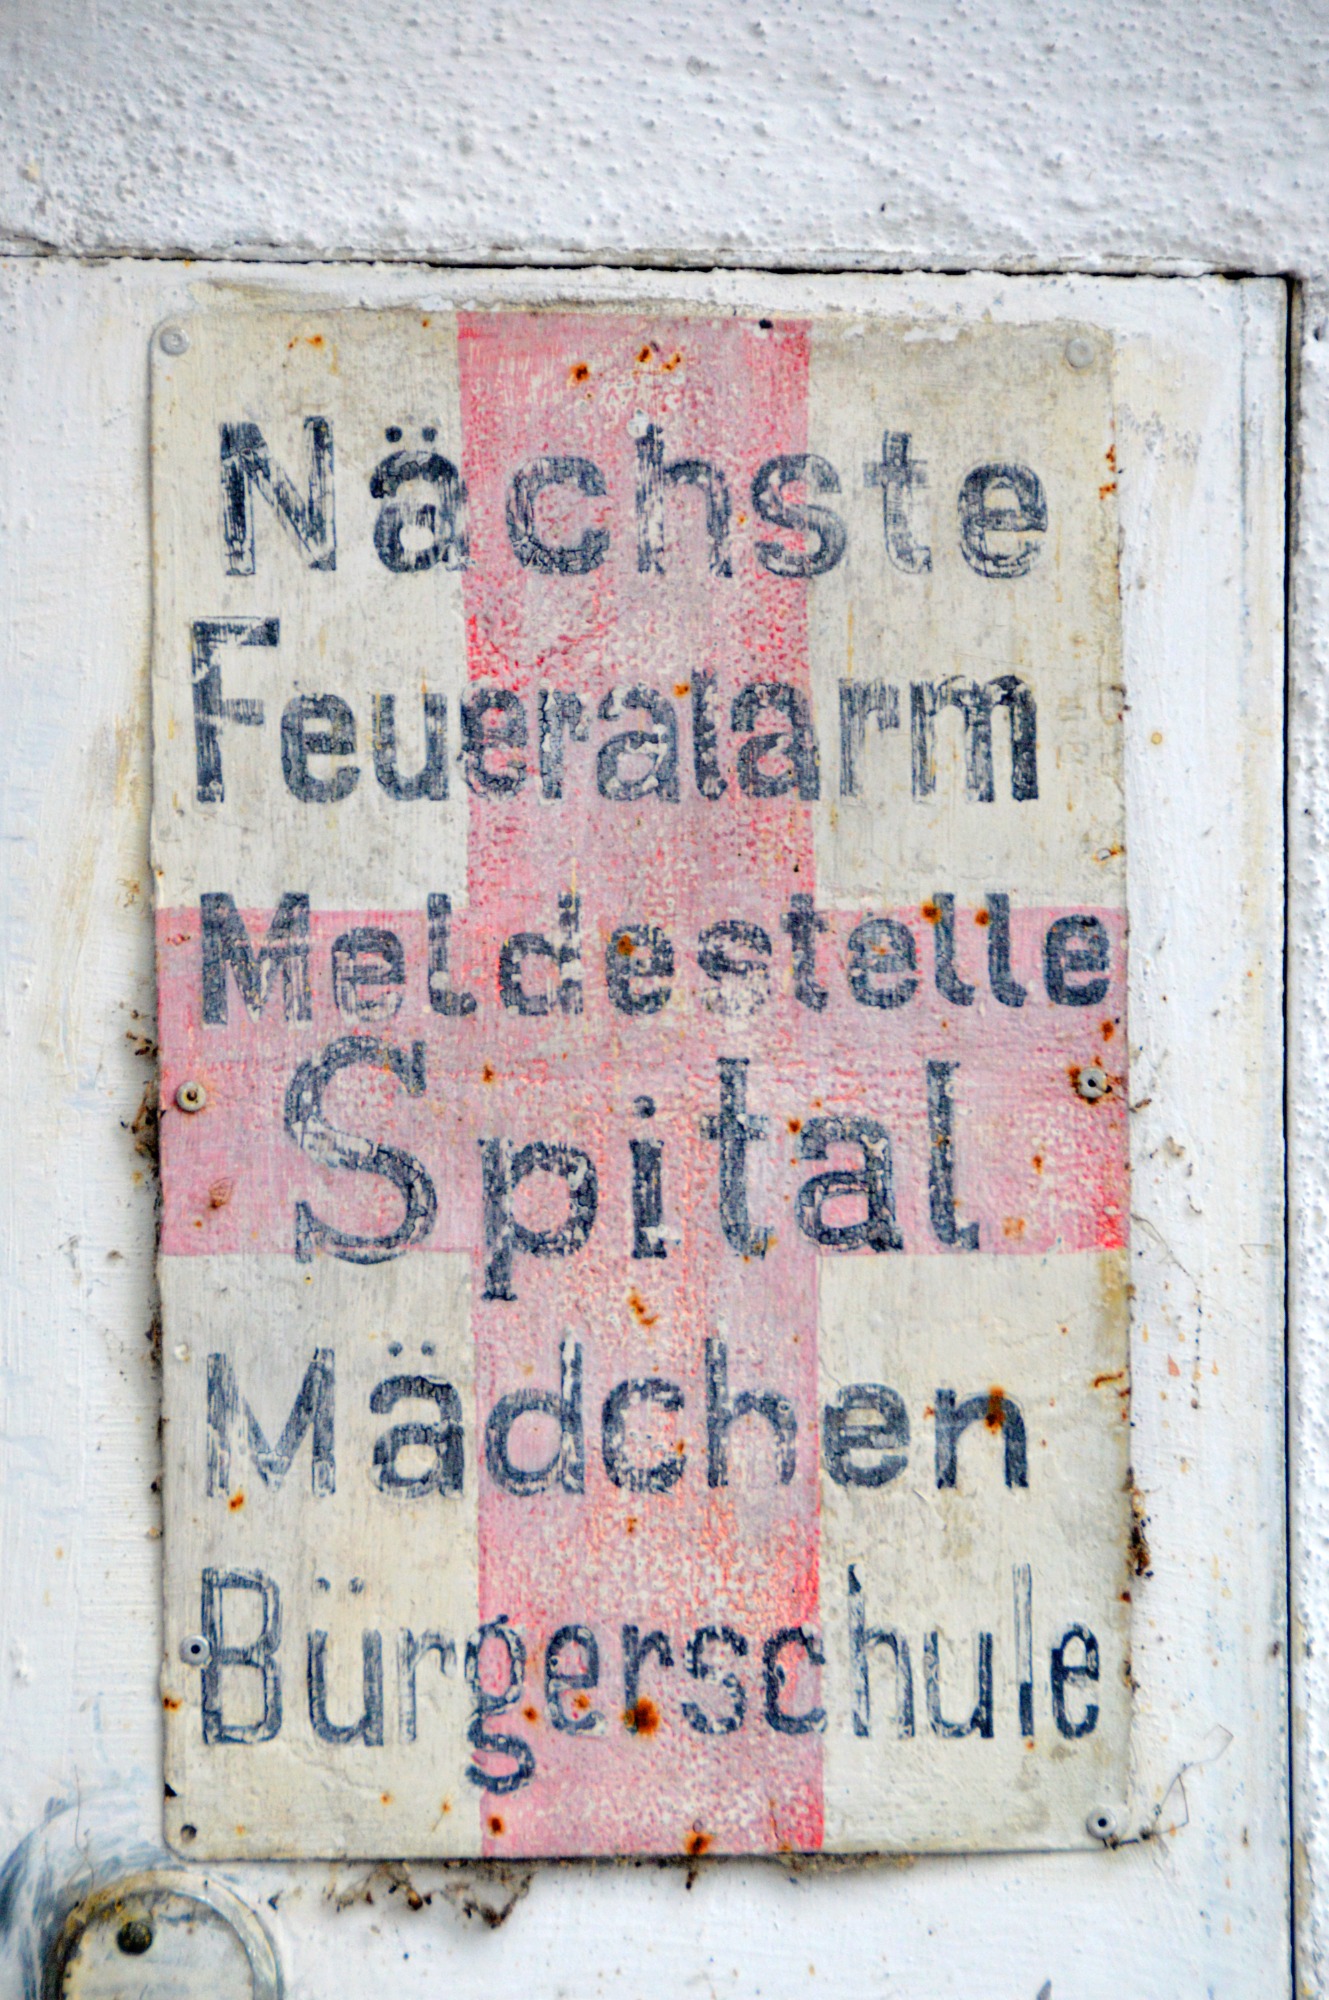 Nächste
Feueralarm
Meldestelle
Spital
Mädchen
Bürgerschule